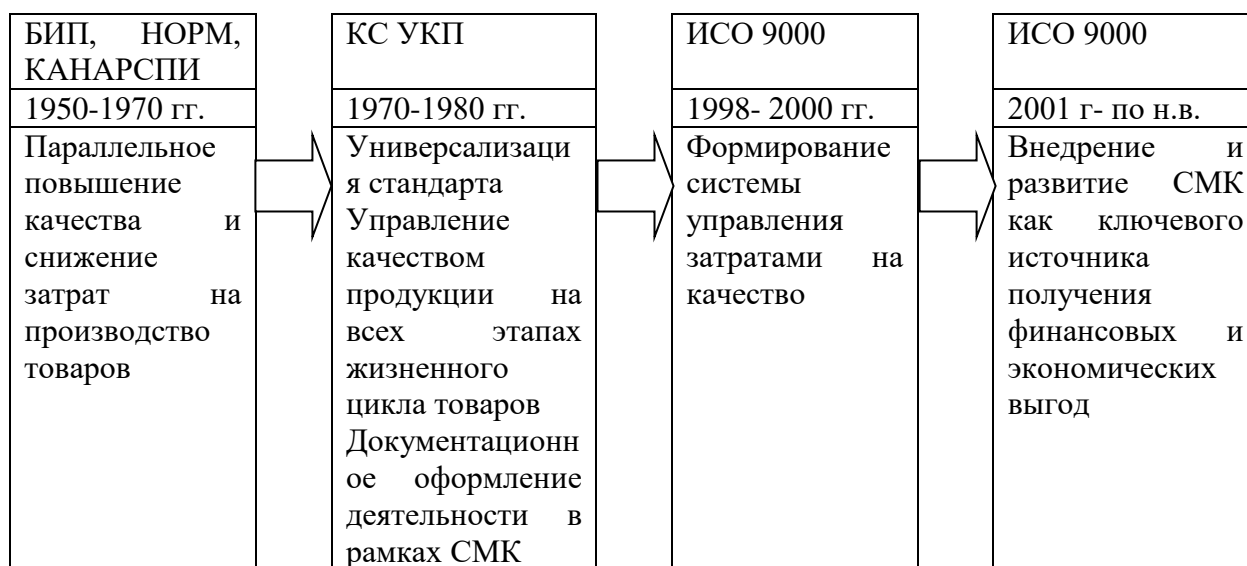 БИП, НОРМ,
КАНАРСПИ
1950-1970 гг.
Параллельное
повышение
качества и
снижение
затрат на
производство
товаров
КС УКП
1970-1980 гг.
Универсализаци
я стандарта
Управление
качеством
продукции на
всех этапах
жизненного
цикла товаров
Документационн
ое оформление
деятельности в
рамках СМК
ИСО 9000
1998- 2000 гг.
Формирование
системы
управления
затратами на
качество
ИСО 9000
2001 г- по н.в.
Внедрение и
развитие СМК
как ключевого
источника
получения
финансовых и
экономических
выгод